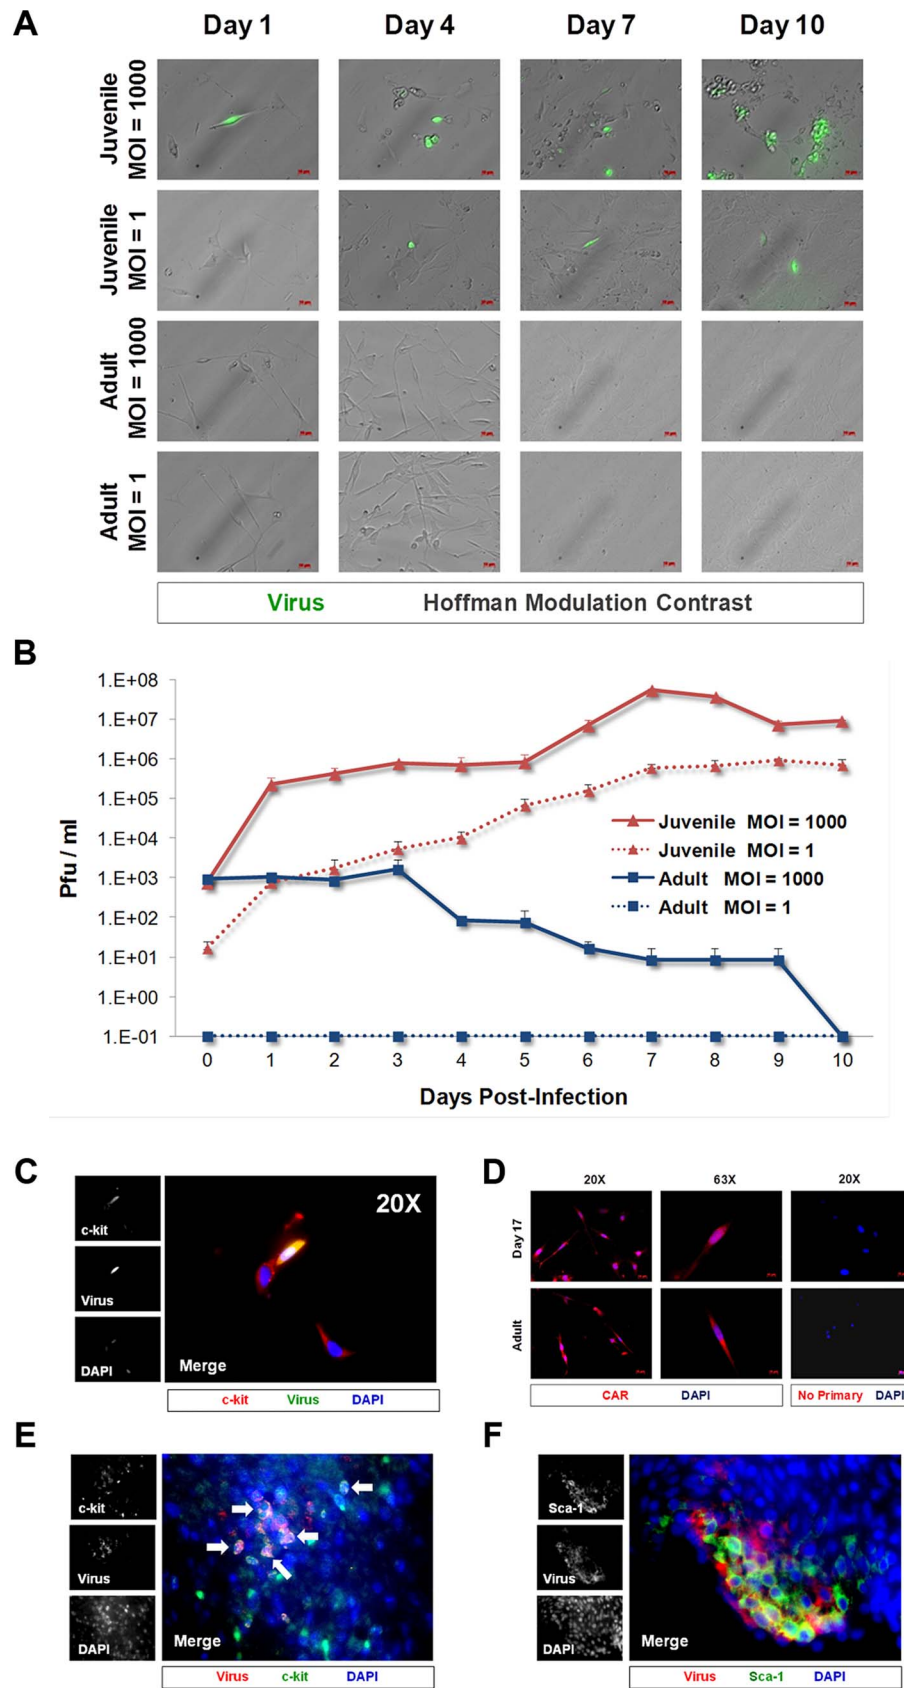 A
Day 1 Day 4 Day 7 Day 10
Juvenile
MOI = 1000
Juvenile
MOI = 1
Adult
MOI = 1000
Adult
MOI = 1
Virus Hoffman Modulation Contrast
B
Pfu / ml
1.E+08
1.E+07
1.E+06
1.E+05
1.E+04
1.E+03
1.E+02
1.E+01
1.E+00
1.E-01
Juvenile MOI = 1000
Juvenile MOI = 1
Adult MOI = 1000
Adult MOI = 1
0 1 2 3 4 5 6 7 8 9 10
Days Post-Infection
C
c-kit
Virus
DAPI
20X
Merge
c-kit Virus DAPI
D
20X 63X 20X
Day 17
Adult
CAR DAPI
No Primary DAPI
E
c-kit
Virus
DAPI
Merge
Virus c-kit DAPI
F
Sca-1
Virus
DAPI
Merge
Virus Sca-1 DAPI